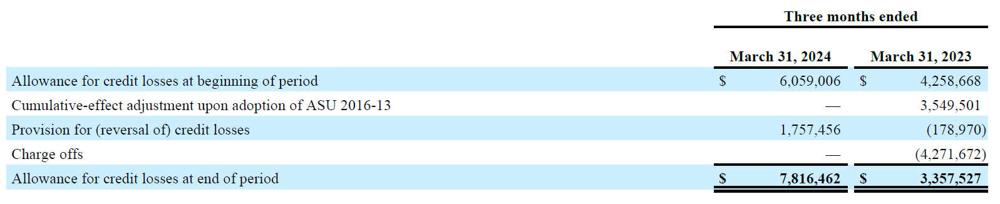 Three months ended
March 31, 2024 March 31, 2023
Allowance for credit losses at beginning of period $ 6,059,006 $ 4,258,668
Cumulative-effect adjustment upon adoption of ASU 2016-13 — 3,549,501
Provision for (reversal of) credit losses 1,757,456 (178,970)
Charge offs — (4,271,672)
Allowance for credit losses at end of period $ 7,816,462 $ 3,357,527